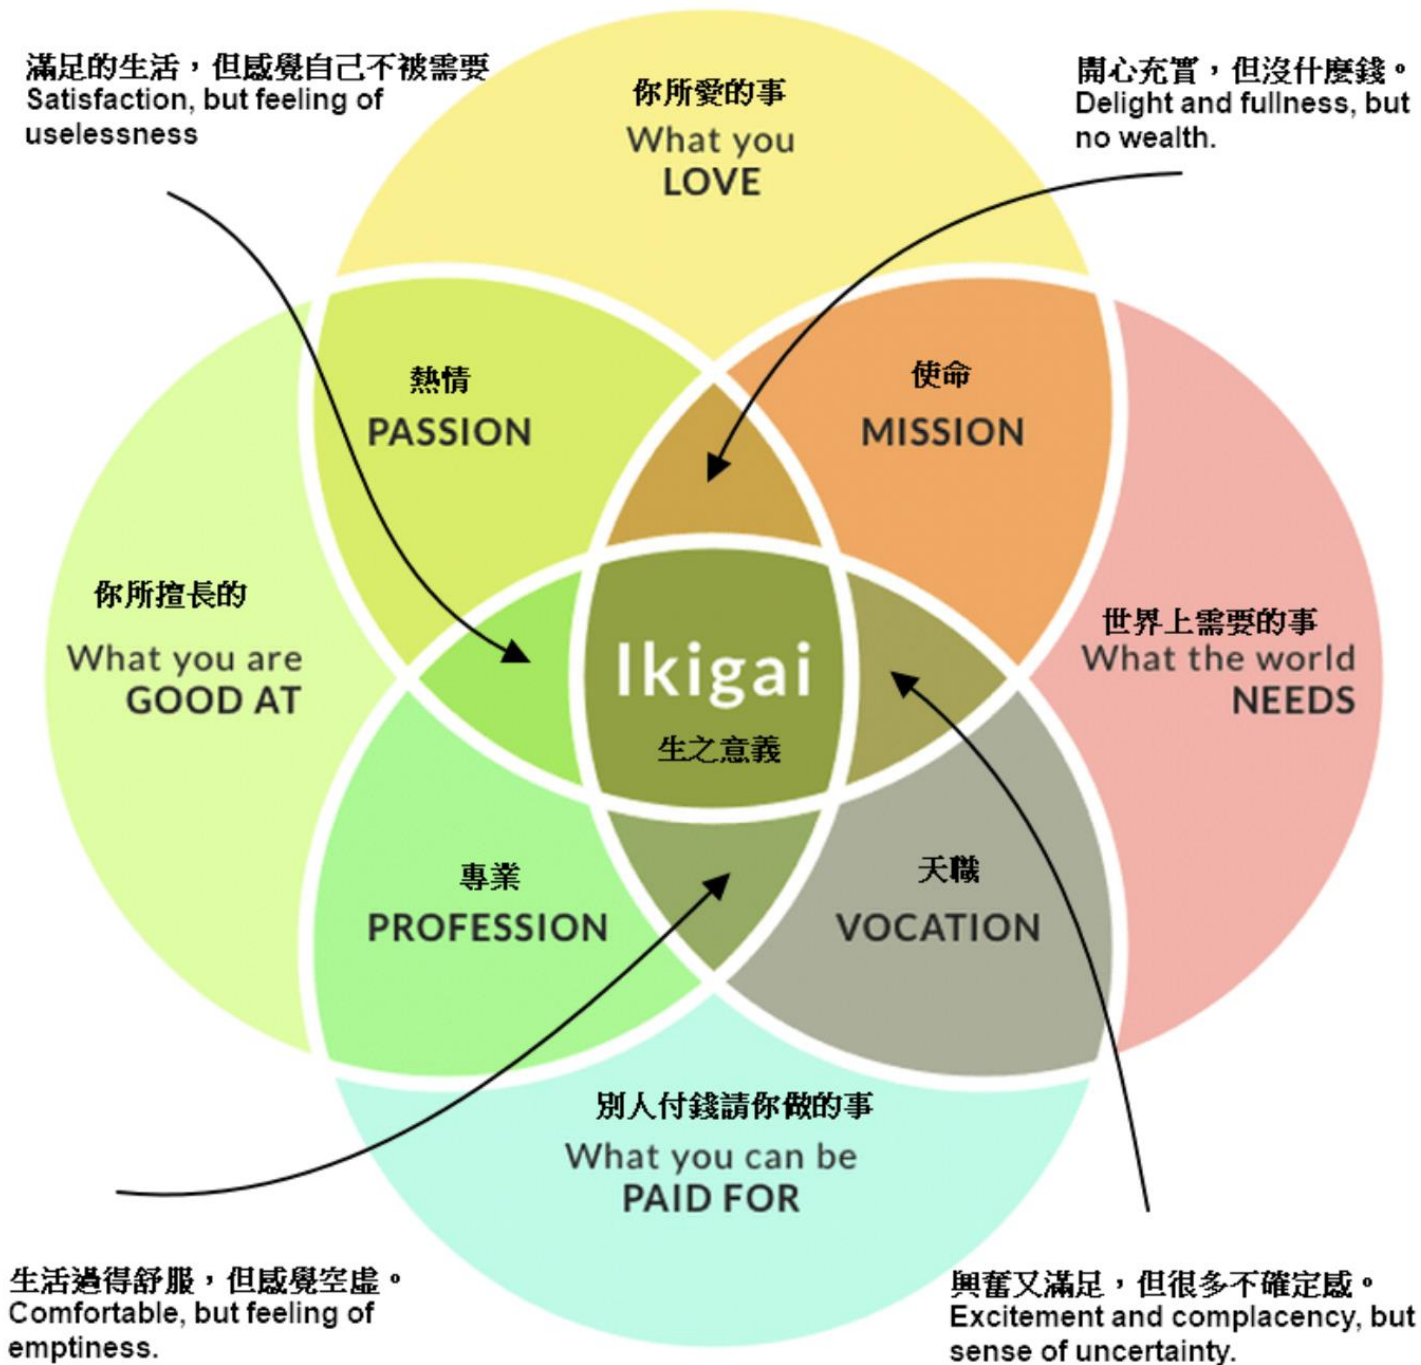 滿足的生活，但感覺自己不被需要
Satisfaction, but feeling of
uselessness
開心充實，但沒什麼錢。
Delight and fullness, but
no wealth.
你所愛的事
What you
LOVE
熱情
PASSION
使命
MISSION
你所擅長的
What you are
GOOD AT
Ikigai
生之意義
世界上需要的事
What the world
NEEDS
專業
PROFESSION
天職
VOCATION
別人付錢請你做的事
What you can be
PAID FOR
生活過得舒服，但感覺空虛。
Comfortable, but feeling of
emptiness.
興奮又滿足，但很多不確定感。
Excitement and complacency, but
sense of uncertainty.